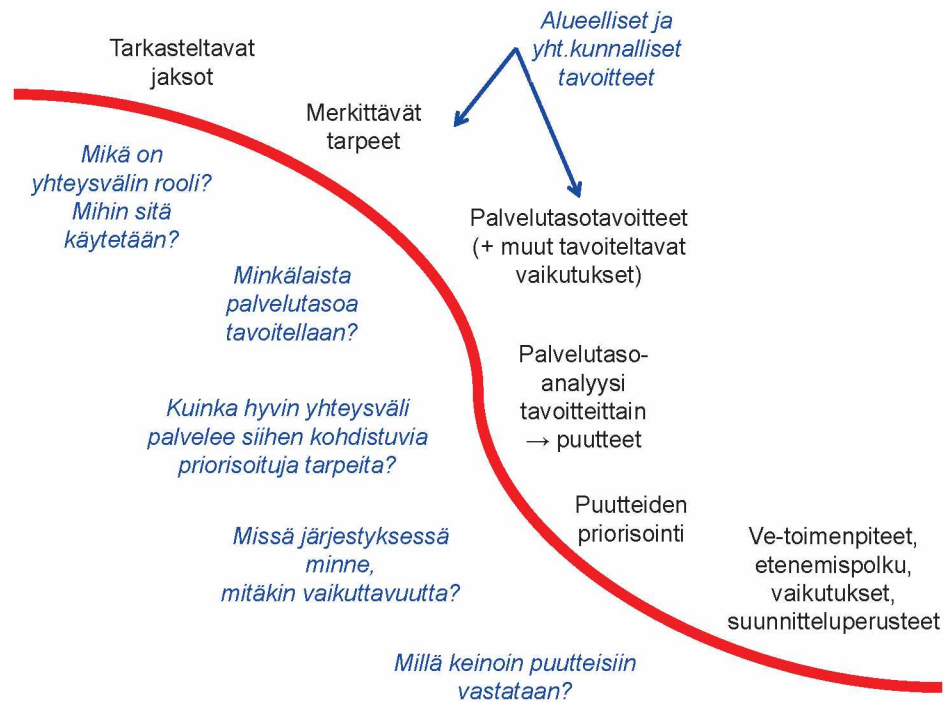 Tarkasteltavat
jaksot
Alueelliset ja
yht.kunnalliset
tavoitteet
Merkittävät
tarpeet
Mikä on
yhteysvälin rooli?
Mihin sitä
käytetään?
Palvelutasotavoitteet
(+ muut tavoiteltavat
vaikutukset)
Minkälaista
palvelutasoa
tavoitellaan?
Palvelutaso-
analyysi
tavoitteittain
→ puutteet
Kuinka hyvin yhteysväli
palvelee siihen kohdistuvia
priorisoituja tarpeita?
Puutteiden
priorisointi
Missä järjestyksessä
minne,
mitäkin vaikuttavuutta?
Ve-toimenpiteet,
etenemispolku,
vaikutukset,
suunnitteluperusteet
Millä keinoin puutteisiin
vastataan?